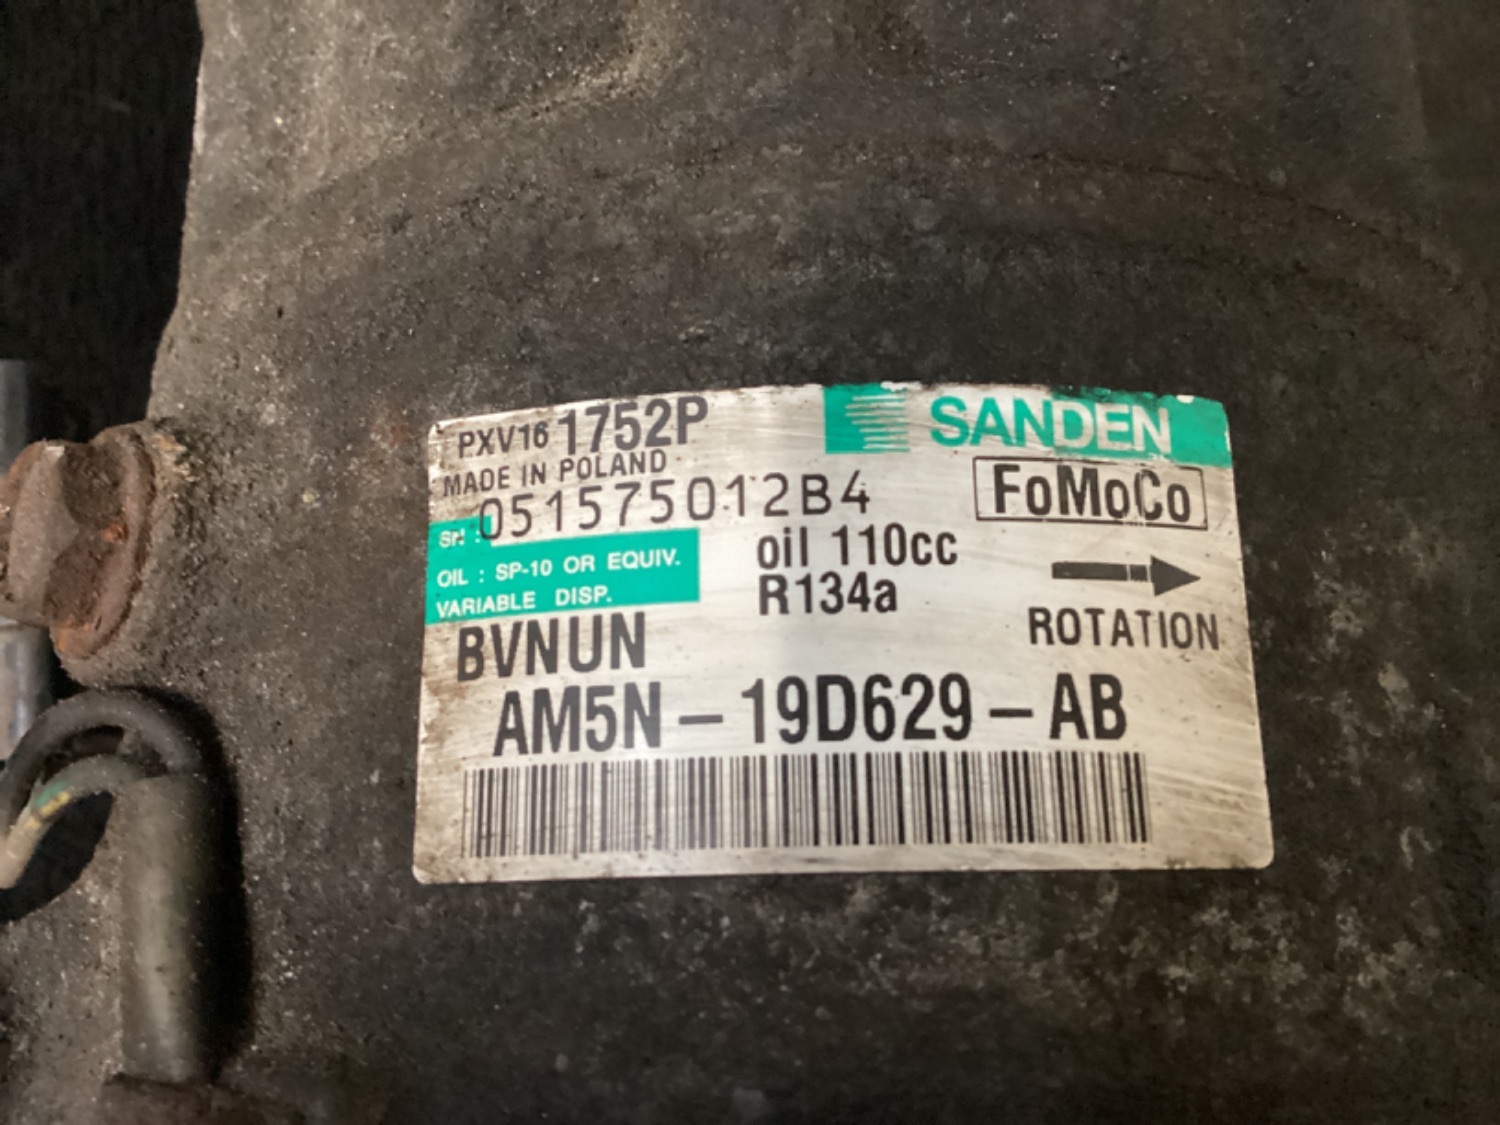 PXV16 1752P
SANDEN
MADE IN POLAND
FoMoCo
Sr. : 051575012B4
OIL : SP-10 OR EQUIV.
VARIABLE DISP.
oil 110cc
R134a
ROTATION
BVNUN
AM5N-19D629-AB